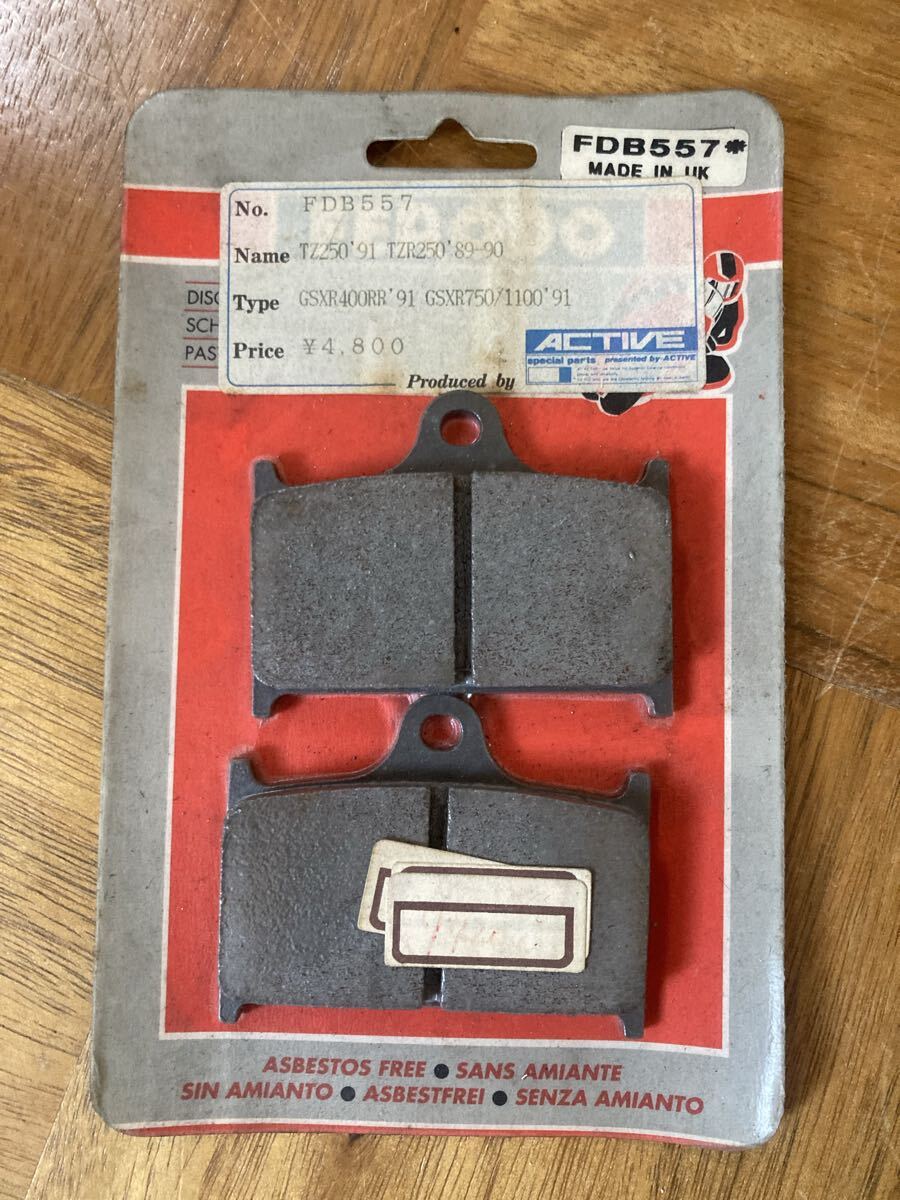 FDB557*
MADE IN UK
No. FDB557
Name TZ250'91 TZR250'89-90
Type GSXR400RR'91 GSXR750/1100'91
Price ¥4,800
ACTIVE
special parts presented by ACTIVE
Produced by
DISC
SCH
PAS
ASBESTOS FREE ● SANS AMIANTE
SIN AMIANTO ● ASBESTFREI ● SENZA AMIANTO